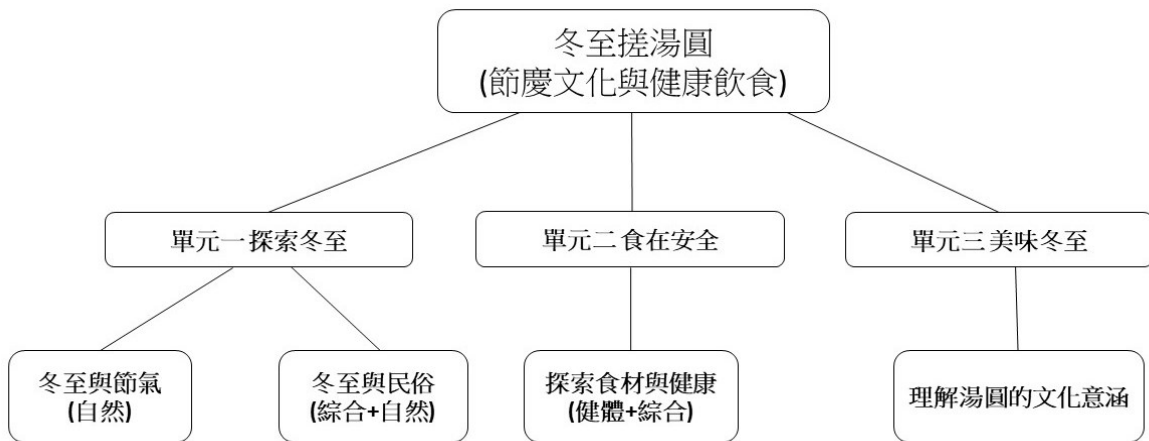 冬至搓湯圓
(節慶文化與健康飲食)
單元一 探索冬至
單元二 食在安全
單元三 美味冬至
冬至與節氣
(自然)
冬至與民俗
(綜合+自然)
探索食材與健康
(健體+綜合)
理解湯圓的文化意涵